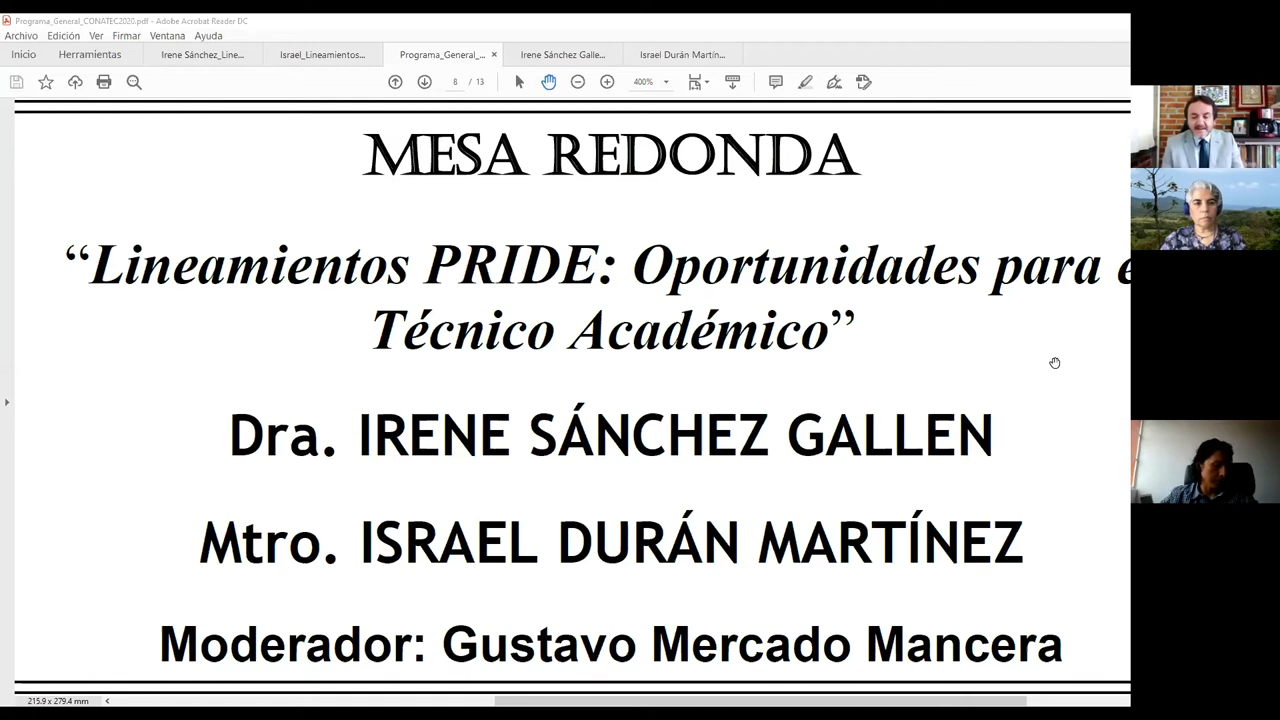 Programa_General_CONATEC2020.pdf - Adobe Acrobat Reader DC
Archivo Edición Ver Firmar Ventana Ayuda
Inicio Herramientas Irene Sánchez_Line... Israel_Lineamientos... Programa_General_... × Irene Sánchez Galle... Israel Durán Martín...
8 / 13 400%
MESA REDONDA
“Lineamientos PRIDE: Oportunidades para e
Técnico Académico”
Dra. IRENE SÁNCHEZ GALLEN
Mtro. ISRAEL DURÁN MARTÍNEZ
Moderador: Gustavo Mercado Mancera
215.9 x 279.4 mm